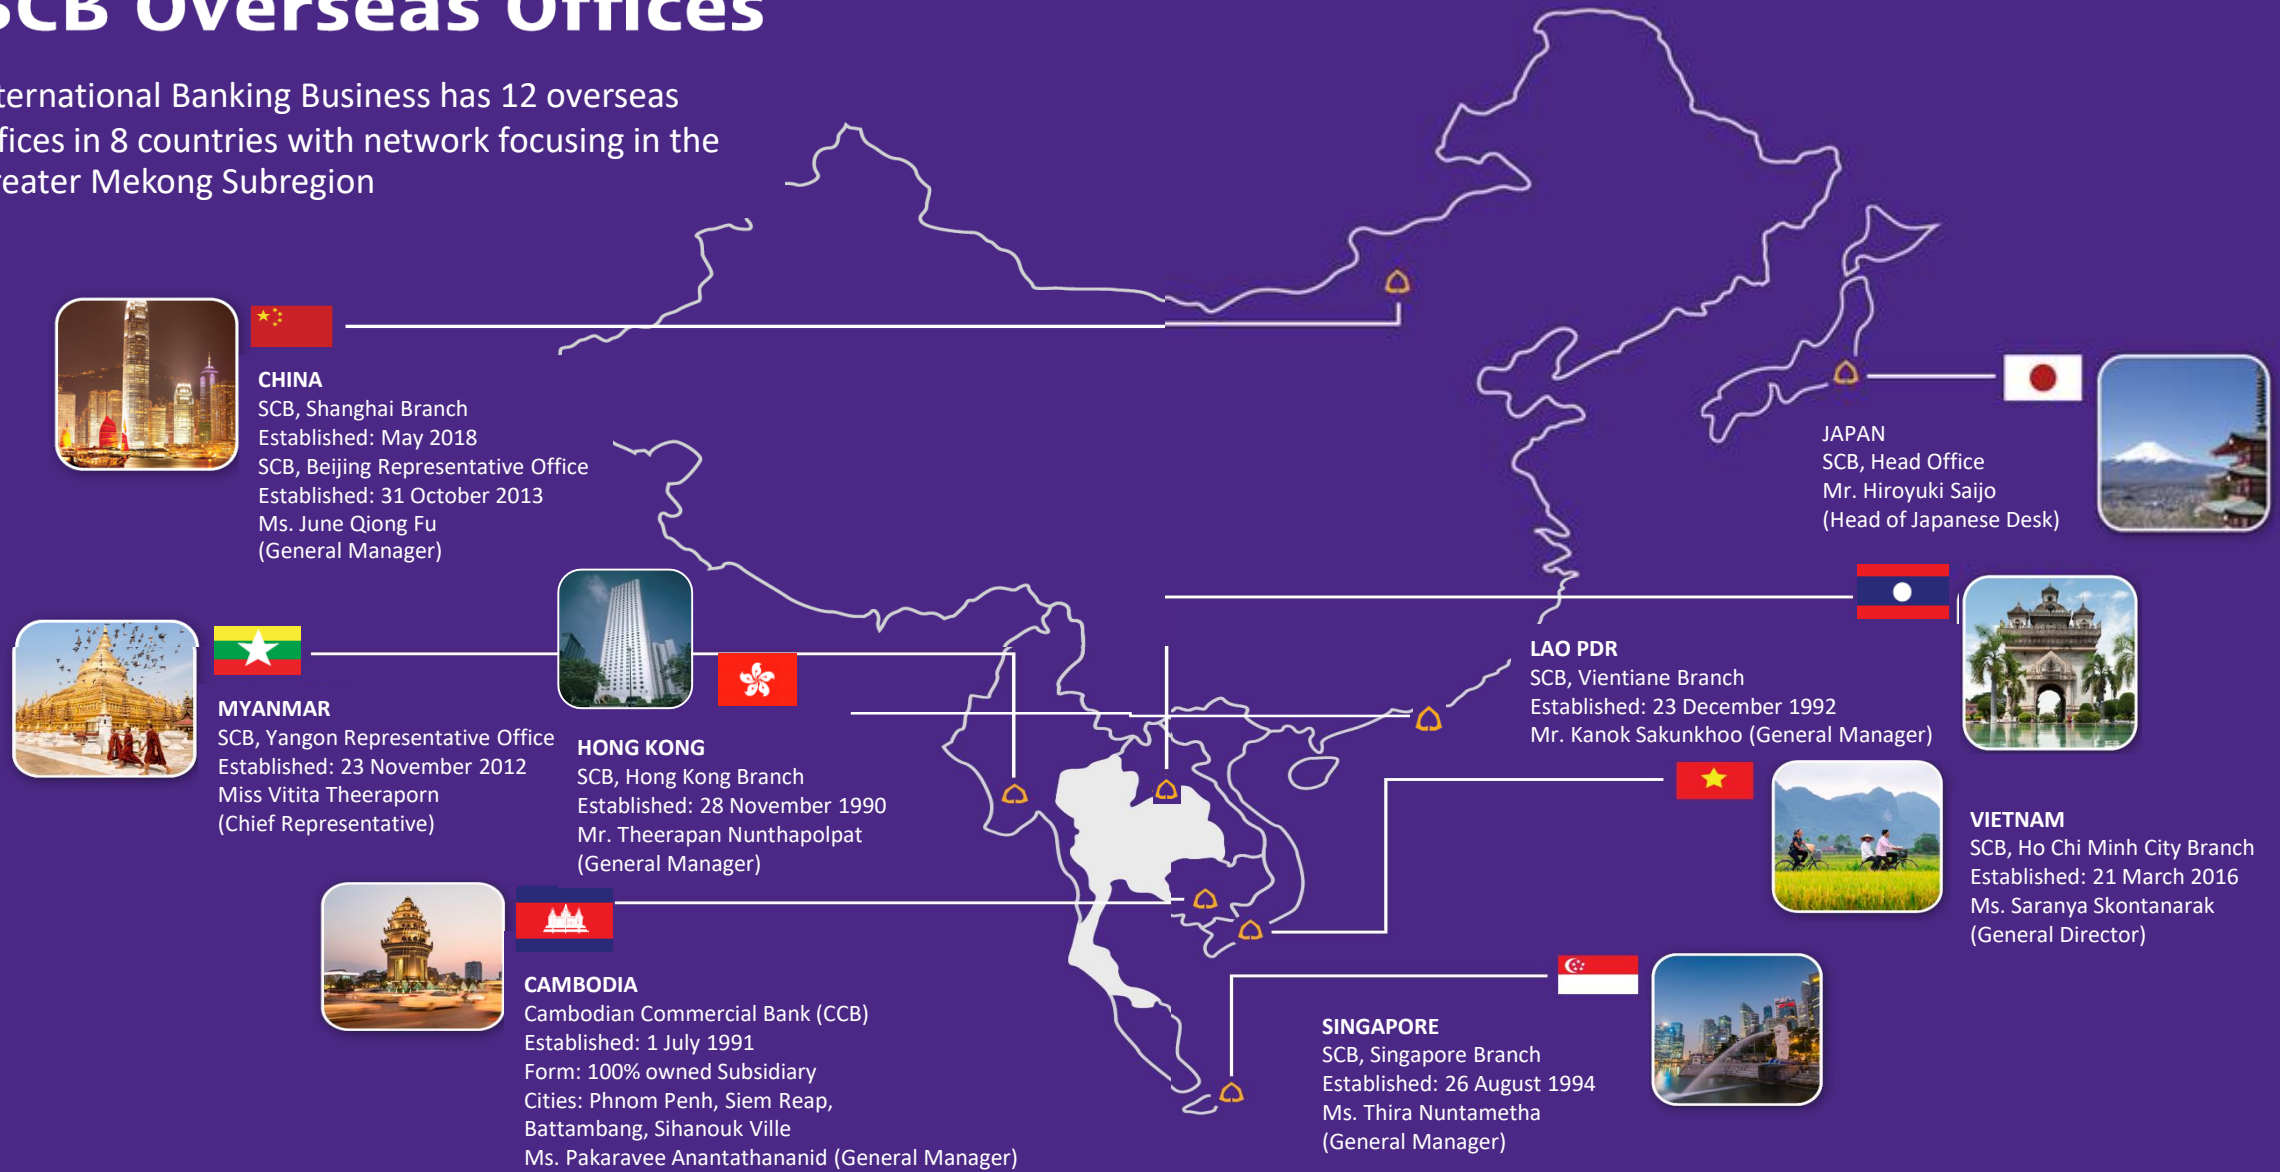 SCB Overseas Offices
ternational Banking Business has 12 overseas
fices in 8 countries with network focusing in the
reater Mekong Subregion
CHINA
SCB, Shanghai Branch
Established: May 2018
SCB, Beijing Representative Office
Established: 31 October 2013
Ms. June Qiong Fu
(General Manager)
JAPAN
SCB, Head Office
Mr. Hiroyuki Saijo
(Head of Japanese Desk)
MYANMAR
SCB, Yangon Representative Office
Established: 23 November 2012
Miss Vitita Theeraporn
(Chief Representative)
HONG KONG
SCB, Hong Kong Branch
Established: 28 November 1990
Mr. Theerapan Nunthapolpat
(General Manager)
LAO PDR
SCB, Vientiane Branch
Established: 23 December 1992
Mr. Kanok Sakunkhoo (General Manager)
VIETNAM
SCB, Ho Chi Minh City Branch
Established: 21 March 2016
Ms. Saranya Skontanarak
(General Director)
CAMBODIA
Cambodian Commercial Bank (CCB)
Established: 1 July 1991
Form: 100% owned Subsidiary
Cities: Phnom Penh, Siem Reap,
Battambang, Sihanouk Ville
Ms. Pakaravee Anantathananid (General Manager)
SINGAPORE
SCB, Singapore Branch
Established: 26 August 1994
Ms. Thira Nuntametha
(General Manager)